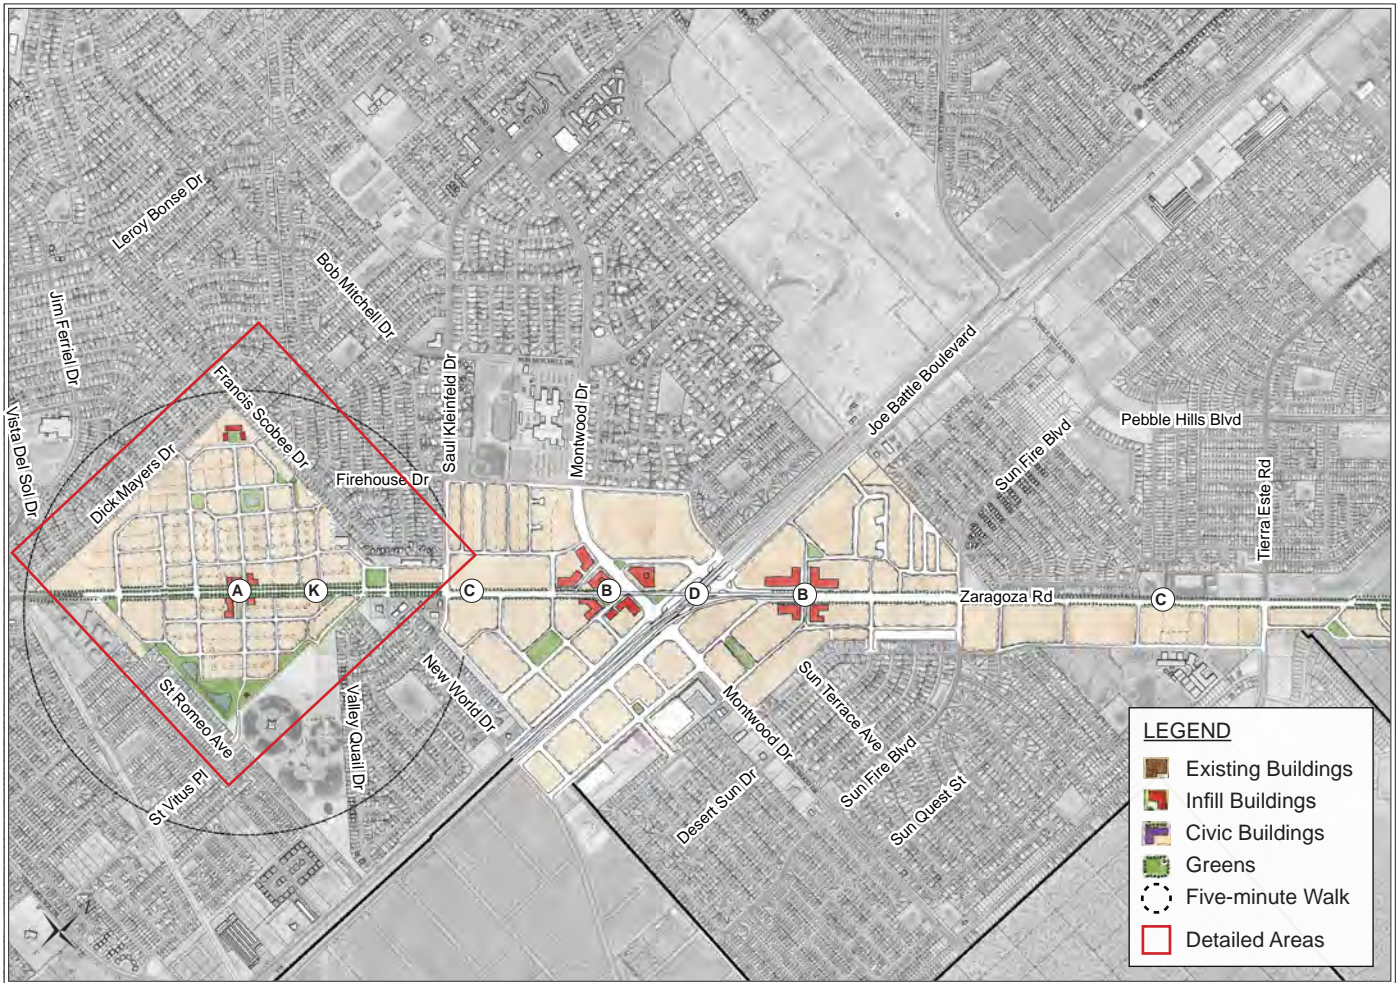 Leroy Bonse Dr
Bob Mitchell Dr
Jim Ferriel Dr
Joe Battle Boulevard
Saul Kleinfeld Dr
Montwood Dr
Francis Scobee Dr
Pebble Hills Blvd
Vista Del Sol Dr
Dick Mayers Dr
Firehouse Dr
Sun Fire Blvd
Tierra Este Rd
A
K
C
B
D
B
Zaragoza Rd
C
New World Dr
St Romeo Ave
Valley Quail Dr
Montwood Dr
Sun Terrace Ave
St Vitus Pl
Desert Sun Dr
Sun Fire Blvd
Sun Quest St
N
LEGEND
Existing Buildings
Infill Buildings
Civic Buildings
Greens
Five-minute Walk
Detailed Areas